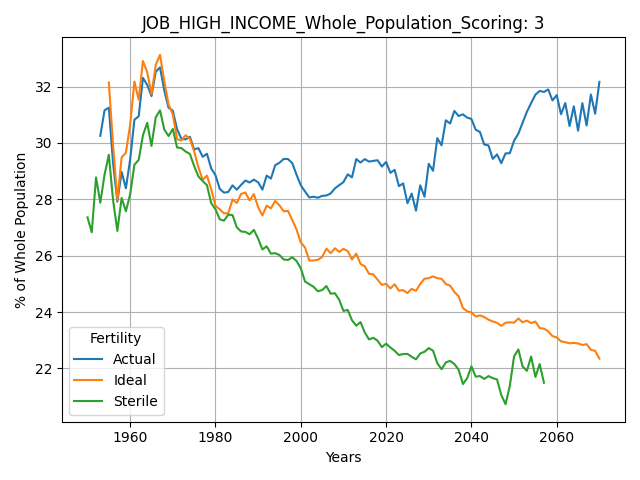 JOB_HIGH_INCOME_Whole_Population_Scoring: 3
% of Whole Population
32
30
28
26
24
22
Fertility
Actual
Ideal
Sterile
1960 1980 2000 2020 2040 2060
Years